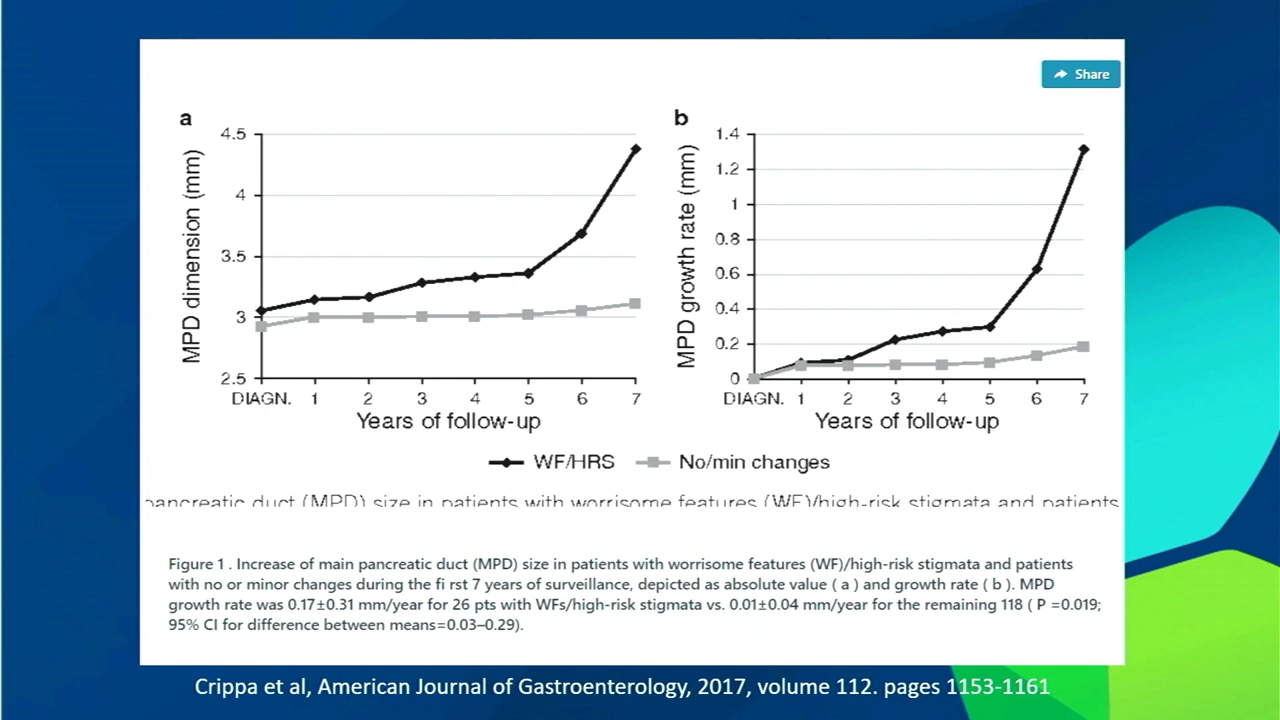 Share
a
4.5
4
3.5
3
2.5
MPD dimension (mm)
DIAGN. 1 2 3 4 5 6 7
Years of follow-up
b
1.4
1.2
1
0.8
0.6
0.4
0.2
0
MPD growth rate (mm)
DIAGN. 1 2 3 4 5 6 7
Years of follow-up
WF/HRS No/min changes
pancreatic duct (MPD) size in patients with worrisome features (WF)/high-risk stigmata and patients
Figure 1 . Increase of main pancreatic duct (MPD) size in patients with worrisome features (WF)/high-risk stigmata and patients
with no or minor changes during the fi rst 7 years of surveillance, depicted as absolute value ( a ) and growth rate ( b ). MPD
growth rate was 0.17±0.31 mm/year for 26 pts with WFs/high-risk stigmata vs. 0.01±0.04 mm/year for the remaining 118 ( P =0.019;
95% CI for difference between means=0.03–0.29).
Crippa et al, American Journal of Gastroenterology, 2017, volume 112. pages 1153-1161